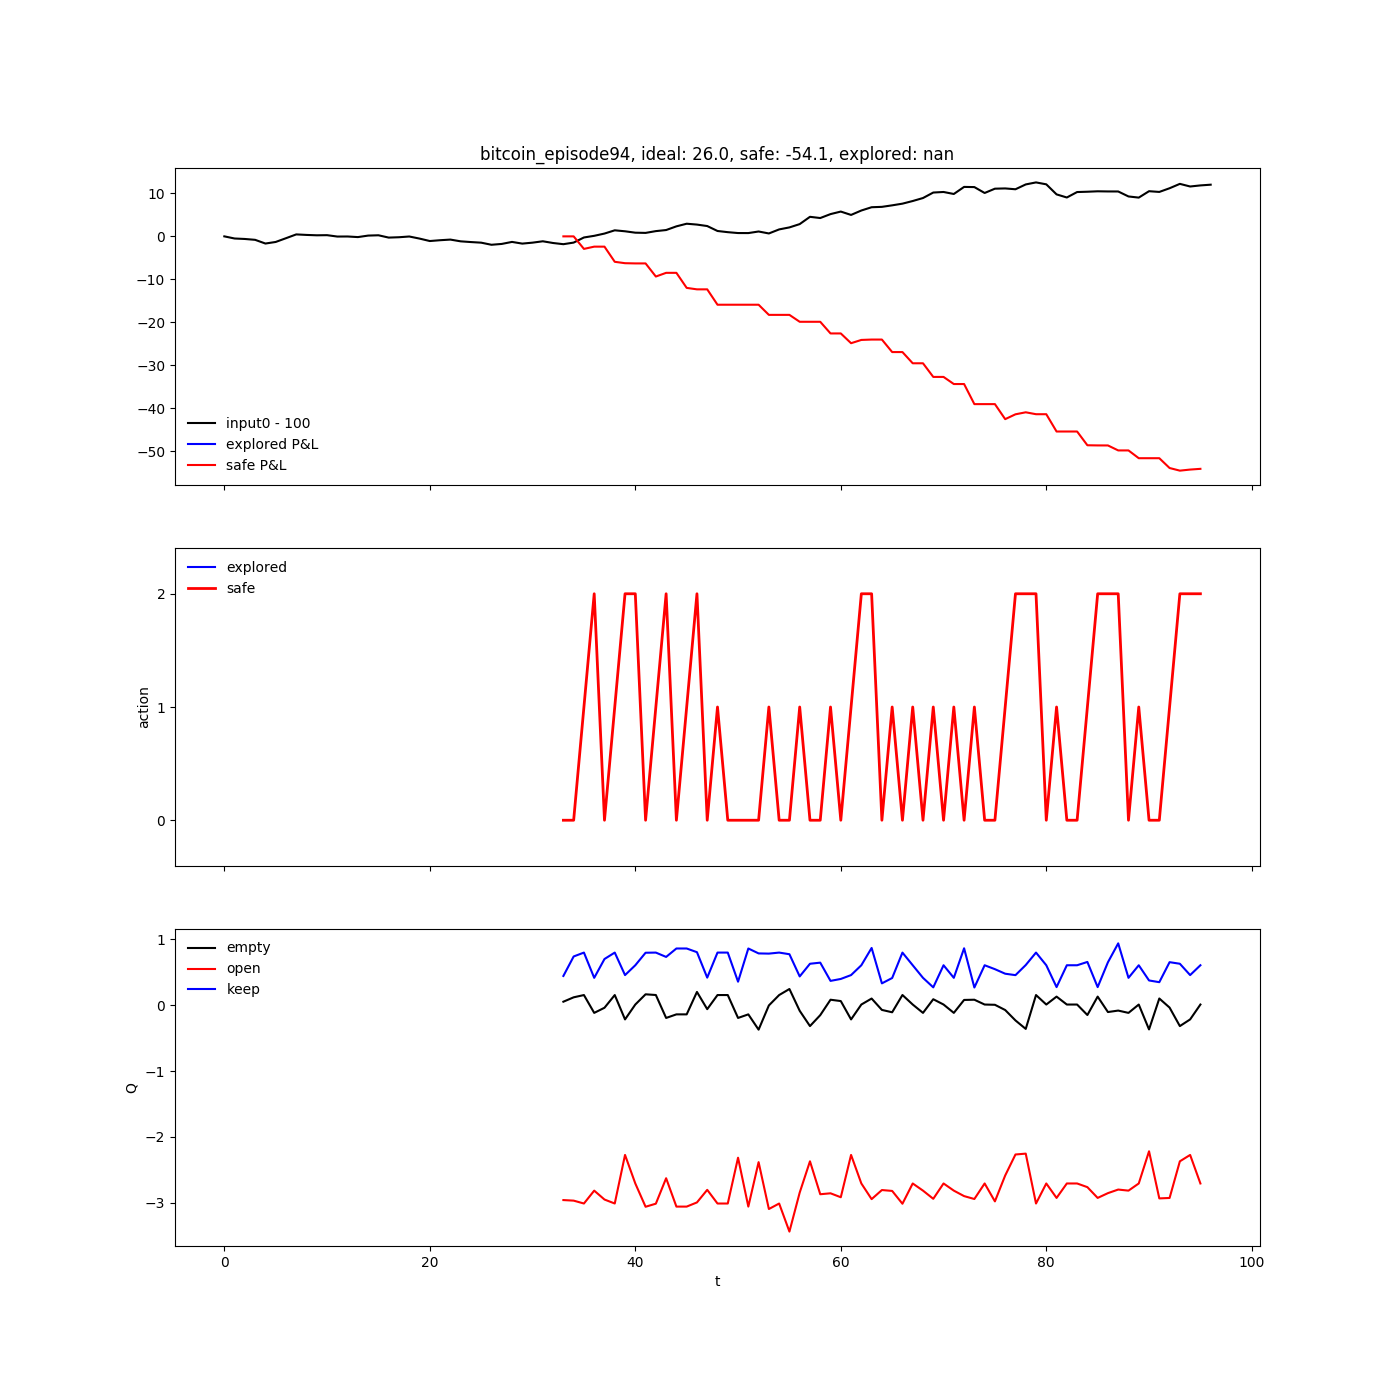 bitcoin_episode94, ideal: 26.0, safe: -54.1, explored: nan
10
0
−10
−20
−30
−40
−50
input0 - 100
explored P&L
safe P&L
explored
safe
2
1
0
action
empty
open
keep
1
0
−1
−2
−3
Q
0 20 40 60 80 100
t